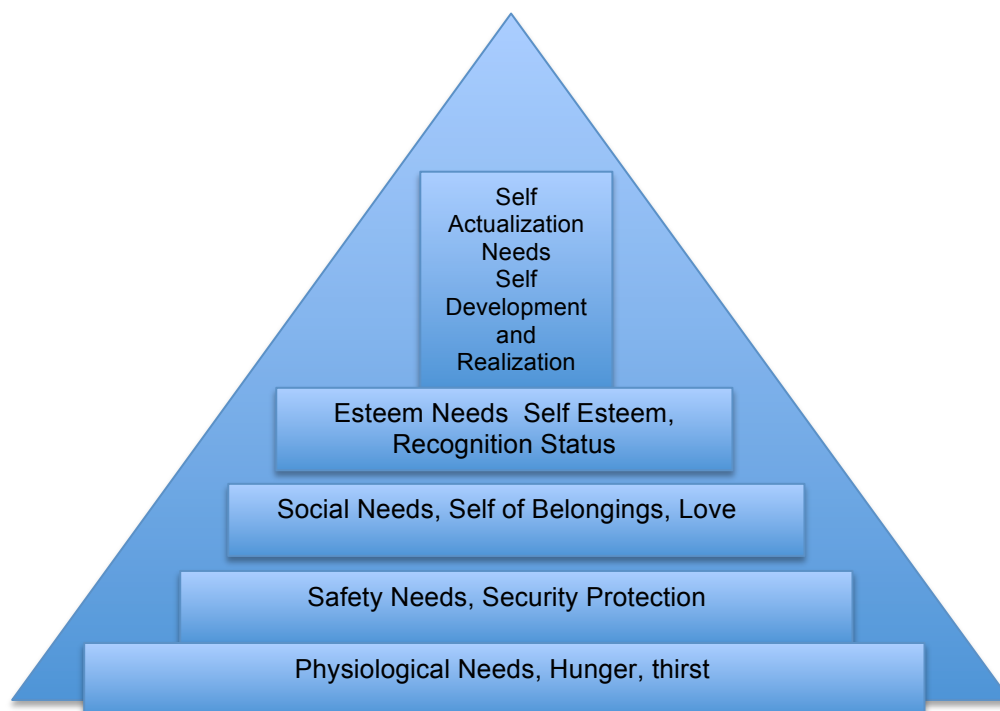 Self
Actualization
Needs
Self
Development
and
Realization
Esteem Needs  Self Esteem,
Recognition Status
Social Needs, Self of Belongings, Love
Safety Needs, Security Protection
Physiological Needs, Hunger, thirst